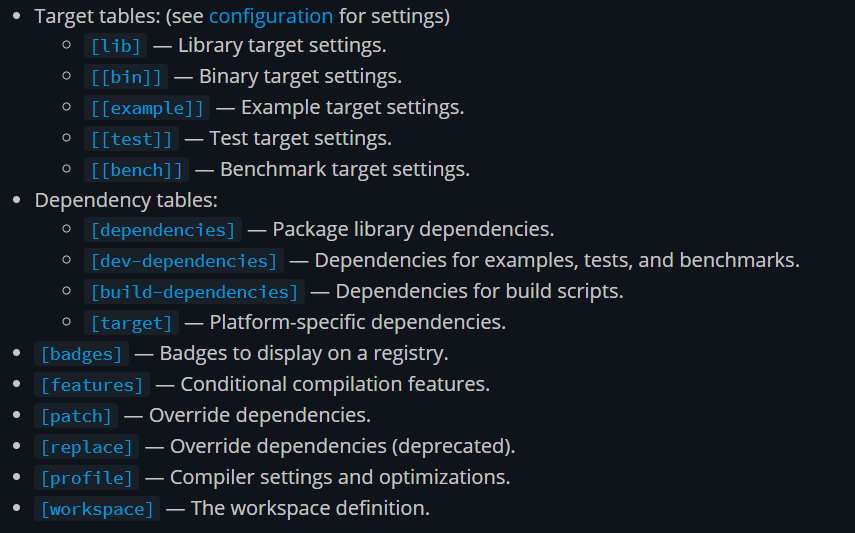 Target tables: (see configuration for settings)
[lib] — Library target settings.
[[bin]] — Binary target settings.
[[example]] — Example target settings.
[[test]] — Test target settings.
[[bench]] — Benchmark target settings.
Dependency tables:
[dependencies] — Package library dependencies.
[dev-dependencies] — Dependencies for examples, tests, and benchmarks.
[build-dependencies] — Dependencies for build scripts.
[target] — Platform-specific dependencies.
[badges] — Badges to display on a registry.
[features] — Conditional compilation features.
[patch] — Override dependencies.
[replace] — Override dependencies (deprecated).
[profile] — Compiler settings and optimizations.
[workspace] — The workspace definition.